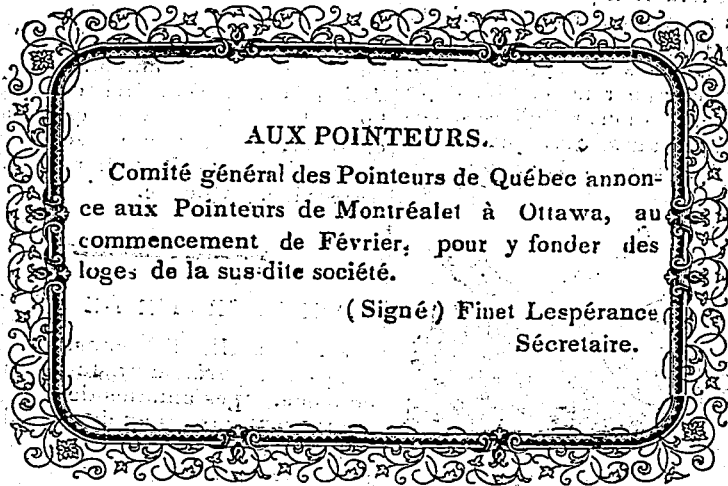 AUX POINTEURS.
Comité général des Pointeurs de Québec annon-
ce aux Pointeurs de Montréalet à Ottawa, au
commencement de Février, pour y fonder des
loges de la sus-dite société.
(Signé) Finet Lespérance
Sécretaire.